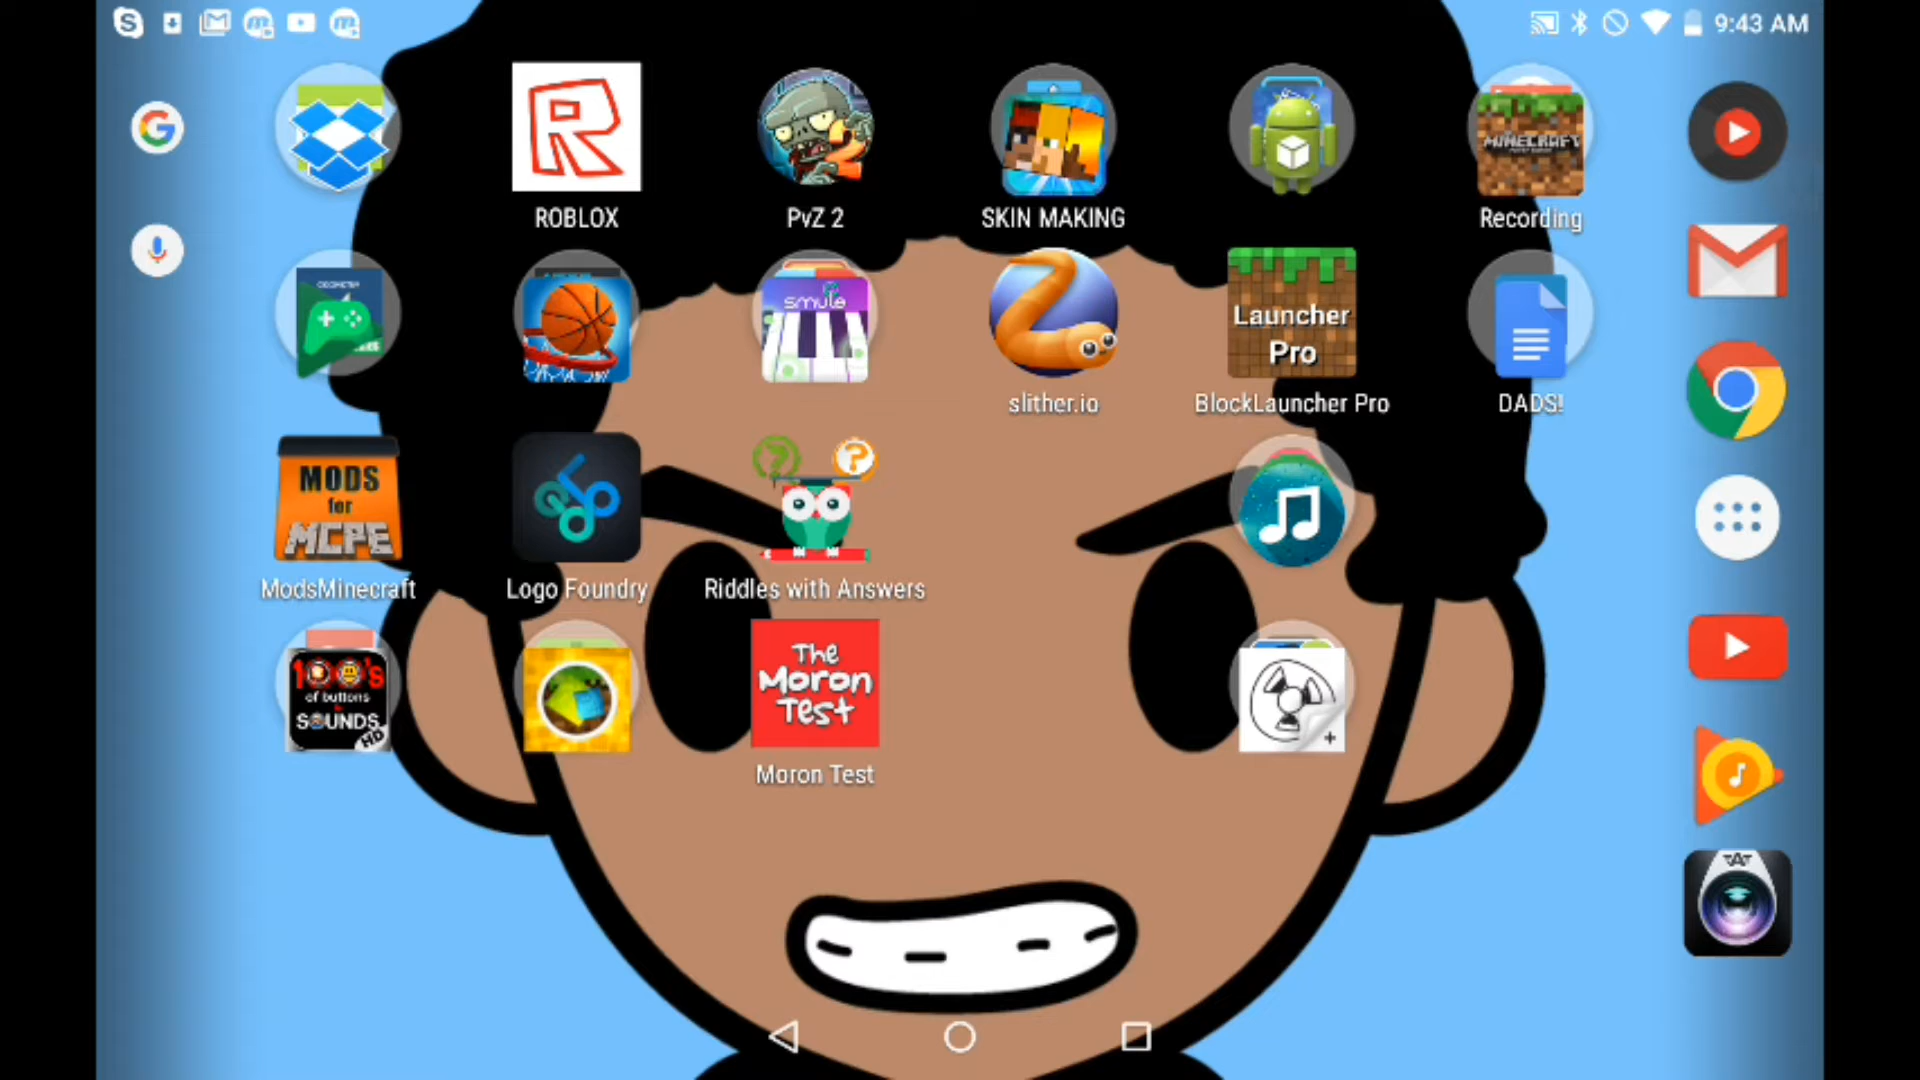 9:43 AM
R
MINECRAFT
ROBLOX
PvZ 2
SKIN MAKING
Recording
GEOMETRY
smule
Launcher
Pro
slither.io
BlockLauncher Pro
DADS!
MODS
for
MCPE
ModsMinecraft
Logo Foundry
Riddles with Answers
100's
of buttons
SOUNDS
HD
The
Moron
Test
Moron Test